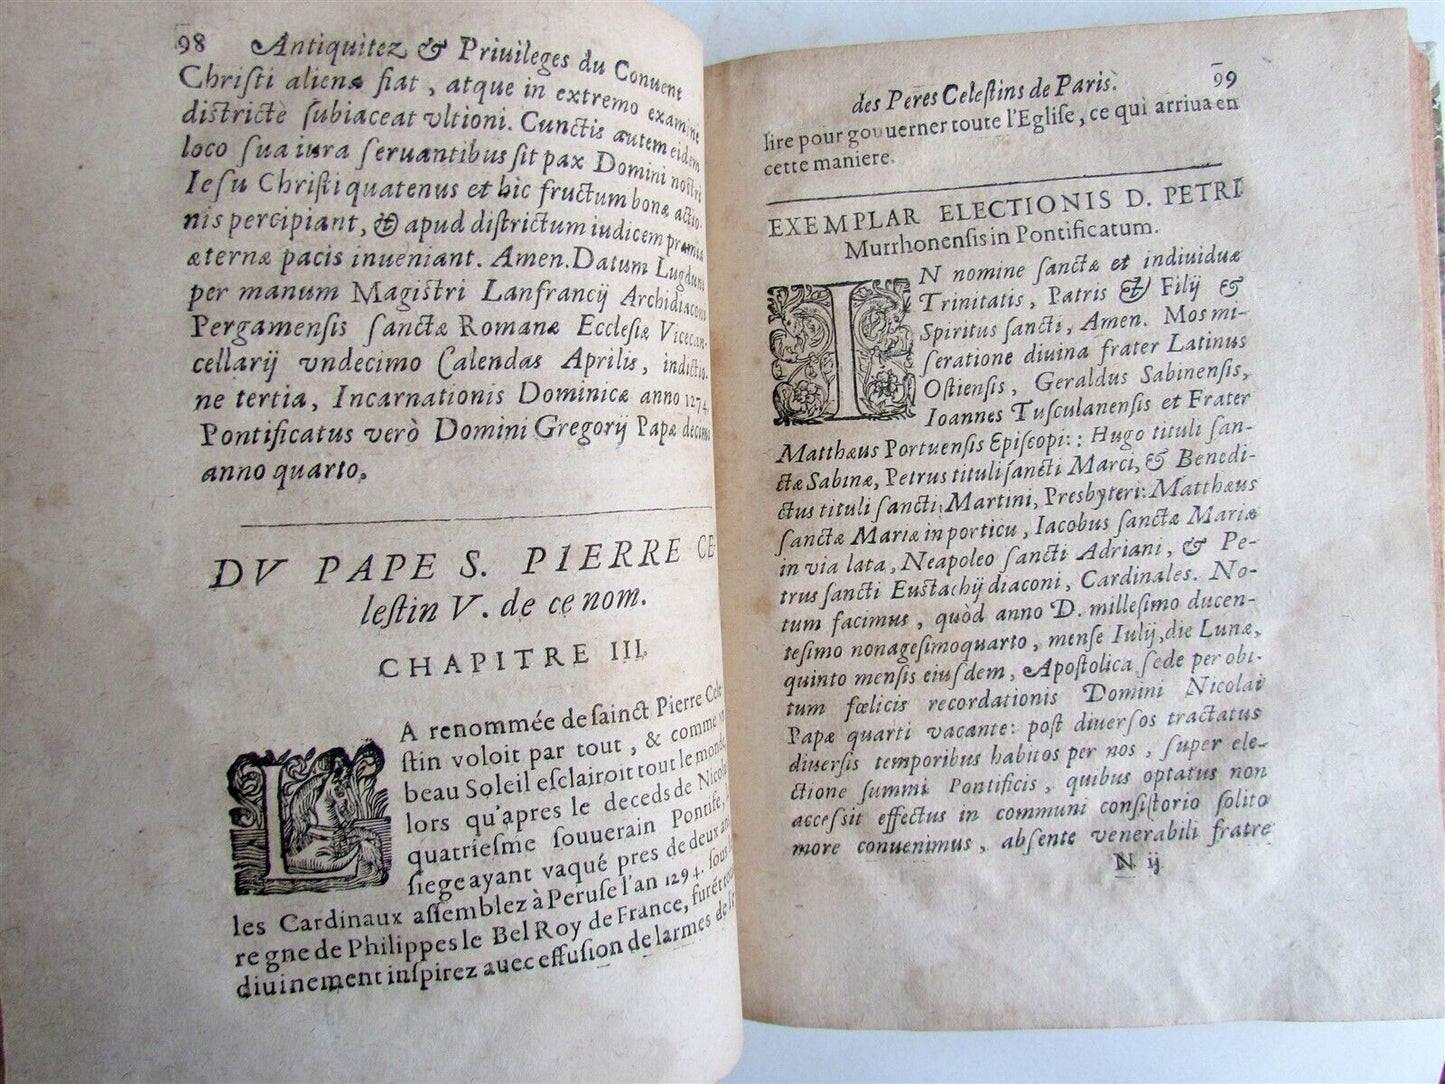 98 Antiquitez & Priuileges du Conuent
Chriſti aliena fiat, atque in extremo examine
districtè ſubiaceat vltioni. Cunctis autem eidem
loco ſua iura ſeruantibus ſit pax Domini nostri
Ieſu Chriſti quatenus et hic fructum bonæ actio-
nis percipiant, & apud diſtrictum iudicem præmia
æternæ pacis inueniant. Amen. Datum Lugduni
per manum Magiſtri Lanfrancij Archidiaconi
Pergamenſis ſanctæ Romanæ Eccleſiæ Vicecan-
cellarij vndecimo Calendas Aprilis, indictio-
ne tertia, Incarnationis Dominicæ anno 1274.
Pontificatus verò Domini Gregorij Papæ decimi
anno quarto.
DV PAPE S. PIERRE CE-
leſtin V. de ce nom.
CHAPITRE III.
LA renommée de ſainct Pierre Cele-
ſtin voloit par tout, & comme vn
beau Soleil eſclairoit tout le monde,
lors qu'apres le deceds de Nicolas
quatrieſme ſouuerain Pontife,
ſiege ayant vaqué pres de deux ans
les Cardinaux aſſemblez à Peruſe l'an 1294. ſous le
regne de Philippes le Bel Roy de France, furét tous
diuinement inſpirez auec effuſion de larmes de
des Peres Celeſtins de Paris. 99
lire pour gouuerner toute l'Egliſe, ce qui arriua en
cette maniere.
EXEMPLAR ELECTIONIS D. PETRI
Murrhonenſis in Pontificatum.
IN nomine ſanctæ et indiuiduæ
Trinitatis, Patris & Filij &
Spiritus ſancti, Amen. Mos mi-
ſeratione diuina frater Latinus
Oſtienſis, Geraldus Sabinenſis,
Ioannes Tuſculanenſis et Frater
Matthæus Portuenſis Epiſcopi: : Hugo tituli ſan-
ctæ Sabinæ, Petrus tituli ſancti Marci, & Benedi-
ctus tituli ſancti Martini, Presbyteri: Matthæus
ſanctæ Mariæ in porticu, Iacobus ſanctæ Mariæ
in via lata, Neapoleo ſancti Adriani, & Pe-
trus ſancti Euſtachij diaconi, Cardinales. No-
tum facimus, quòd anno D. milleſimo ducen-
teſimo nonageſimoquarto, menſe Iulij, die Lunæ,
quinto menſis eiuſdem, Apoſtolica ſede per obi-
tum fœlicis recordationis Domini Nicolai
Papæ quarti vacante: poſt diuerſos tractatus
diuerſis temporibus habitos per nos, ſuper ele-
ctione ſummi Pontificis, quibus optatus non
acceſsit effectus in communi conſiſtorio ſolito
more conuenimus, abſente venerabili fratre
N ij